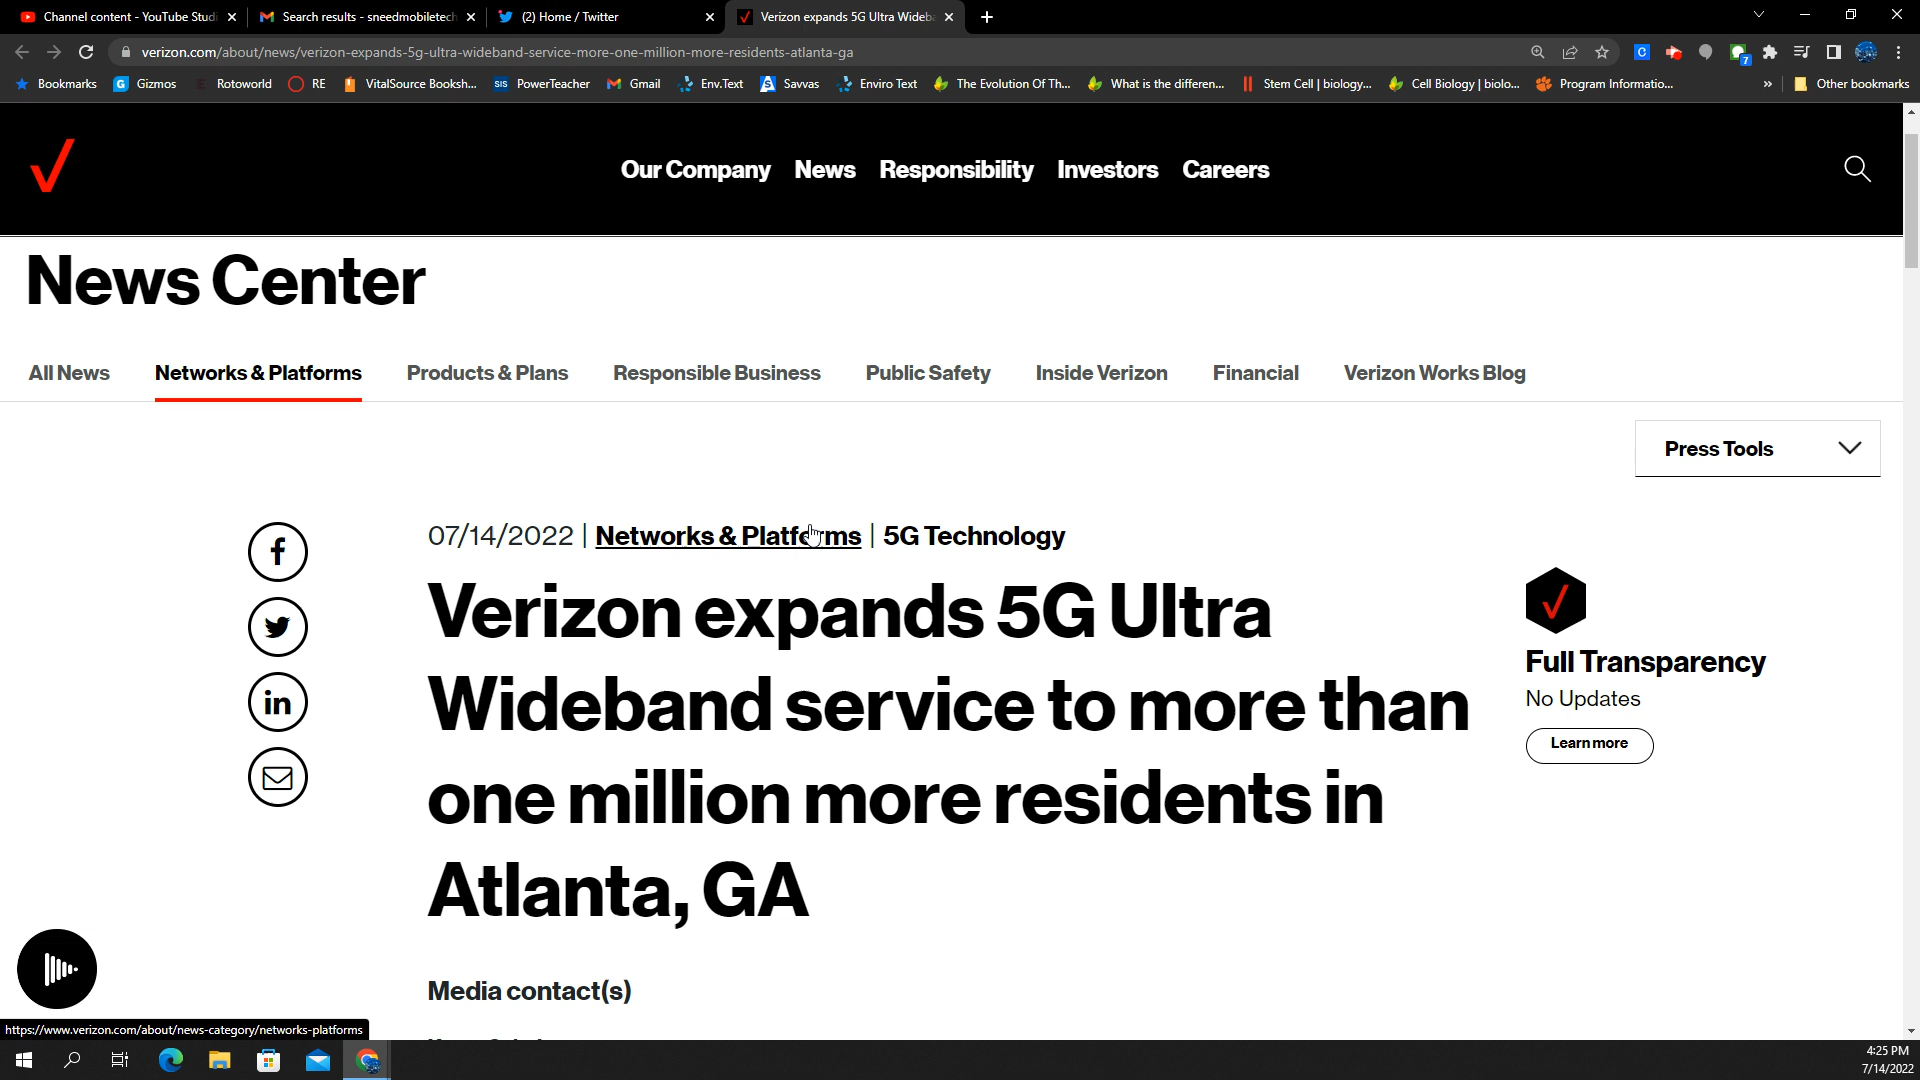 Channel content - YouTube Studi
Search results - sneedmobiletech
(2) Home / Twitter
Verizon expands 5G Ultra Wideba
verizon.com/about/news/verizon-expands-5g-ultra-wideband-service-more-one-million-more-residents-atlanta-ga
Bookmarks
Gizmos
Rotoworld
RE
VitalSource Booksh...
SIS PowerTeacher
Gmail
Env.Text
Savvas
Enviro Text
The Evolution Of Th...
What is the differen...
Stem Cell | biology...
Cell Biology | biolo...
Program Informatio...
»
Other bookmarks
Our Company News Responsibility Investors Careers
News Center
All News Networks & Platforms Products & Plans Responsible Business Public Safety Inside Verizon Financial Verizon Works Blog
Press Tools
07/14/2022 | Networks & Platforms | 5G Technology
Verizon expands 5G Ultra
Wideband service to more than
one million more residents in
Atlanta, GA
Full Transparency
No Updates
Learn more
Media contact(s)
https://www.verizon.com/about/news-category/networks-platforms
4:25 PM
7/14/2022